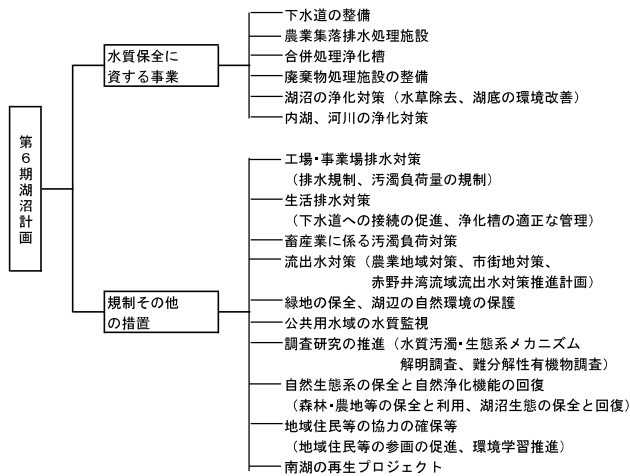 第6期湖沼計画
水質保全に
資する事業
下水道の整備
農業集落排水処理施設
合併処理浄化槽
廃棄物処理施設の整備
湖沼の浄化対策（水草除去、湖底の環境改善）
内湖、河川の浄化対策
規制その他
の措置
工場・事業場排水対策
（排水規制、汚濁負荷量の規制）
生活排水対策
（下水道への接続の促進、浄化槽の適正な管理）
畜産業に係る汚濁負荷対策
流出水対策（農業地域対策、市街地対策、
赤野井湾流域流出水対策推進計画）
緑地の保全、湖辺の自然環境の保護
公共用水域の水質監視
調査研究の推進（水質汚濁・生態系メカニズム
解明調査、難分解性有機物調査）
自然生態系の保全と自然浄化機能の回復
（森林・農地等の保全と利用、湖沼生態の保全と回復）
地域住民等の協力の確保等
（地域住民等の参画の促進、環境学習推進）
南湖の再生プロジェクト